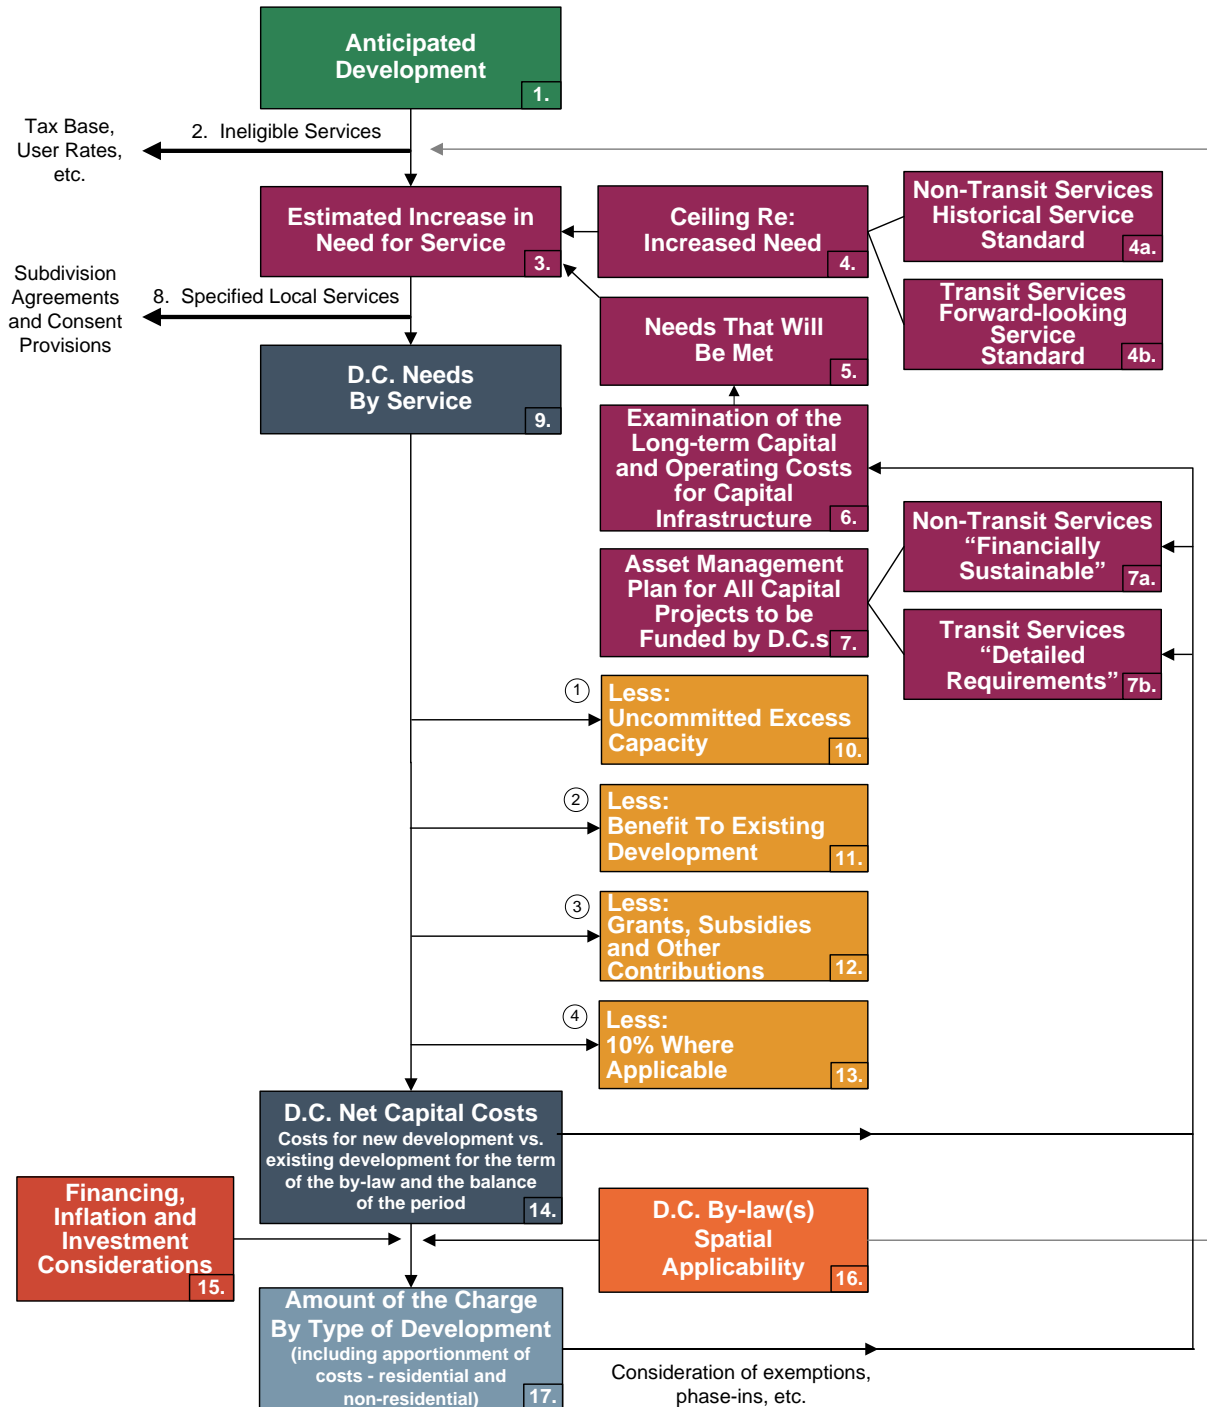 Anticipated
Development
1.
Tax Base,
User Rates,
etc.
2.  Ineligible Services
Estimated Increase in
Need for Service
3.
Ceiling Re:
Increased Need
4.
Non-Transit Services
Historical Service
Standard
4a.
Transit Services
Forward-looking
Service
Standard
4b.
Subdivision
Agreements
and Consent
Provisions
8.  Specified Local Services
Needs That Will
Be Met
5.
D.C. Needs
By Service
9.
Examination of the
Long-term Capital
and Operating Costs
for Capital
Infrastructure
6.
Asset Management
Plan for All Capital
Projects to be
Funded by D.C.s
7.
Non-Transit Services
“Financially
Sustainable”
7a.
Transit Services
“Detailed
Requirements”
7b.
1
Less:
Uncommitted Excess
Capacity
10.
2
Less:
Benefit To Existing
Development
11.
3
Less:
Grants, Subsidies
and Other
Contributions
12.
4
Less:
10% Where
Applicable
13.
D.C. Net Capital Costs
Costs for new development vs.
existing development for the term
of the by-law and the balance
of the period
14.
Financing,
Inflation and
Investment
Considerations
15.
D.C. By-law(s)
Spatial
Applicability
16.
Amount of the Charge
By Type of Development
(including apportionment of
costs - residential and
non-residential)
17.
Consideration of exemptions,
phase-ins, etc.